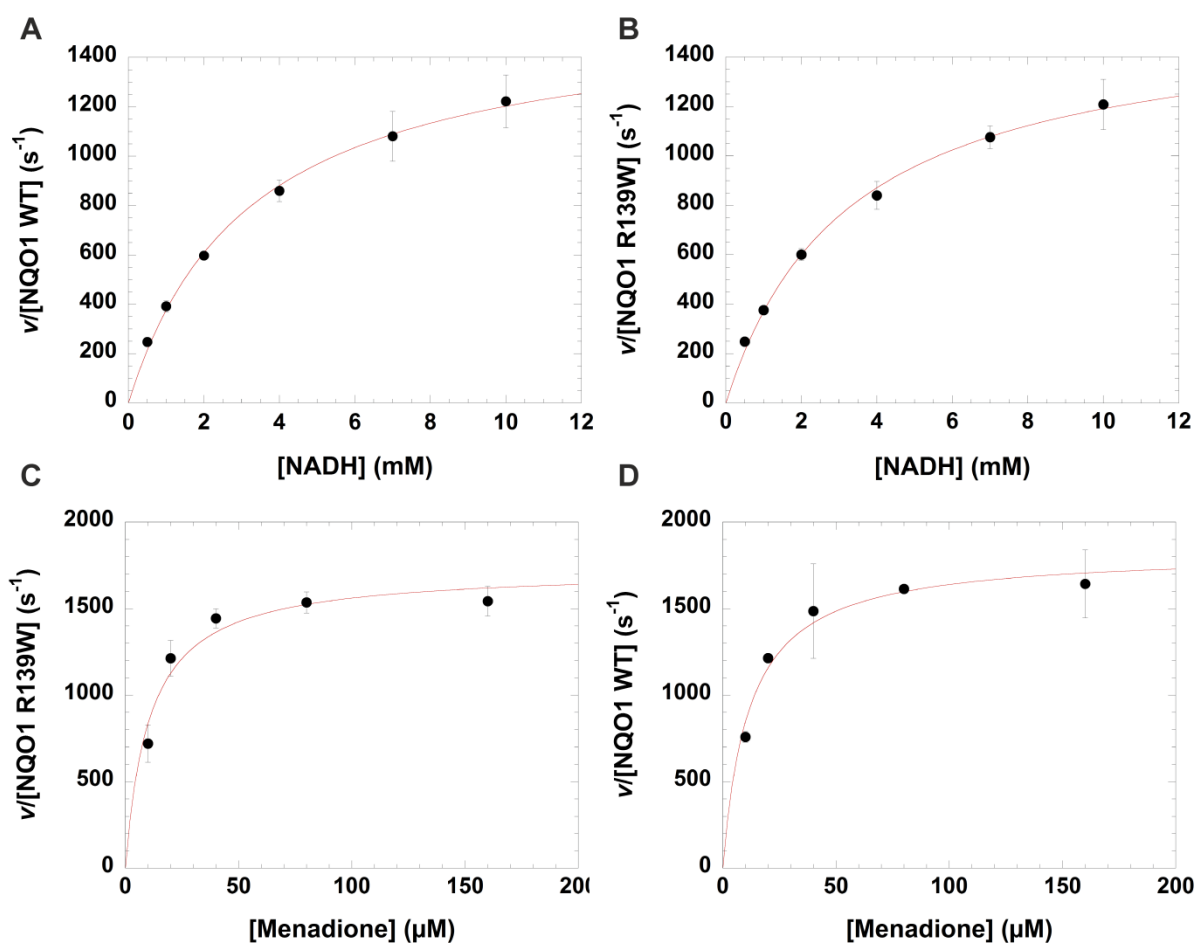 A
v/[NQO1 WT] (s-1)
1400
1200
1000
800
600
400
200
0
0 2 4 6 8 10 12
[NADH] (mM)
B
v/[NQO1 R139W] (s-1)
1400
1200
1000
800
600
400
200
0
0 2 4 6 8 10 12
[NADH] (mM)
C
v/[NQO1 R139W] (s-1)
2000
1500
1000
500
0
0 50 100 150 200
[Menadione] (µM)
D
v/[NQO1 WT] (s-1)
2000
1500
1000
500
0
0 50 100 150 200
[Menadione] (µM)